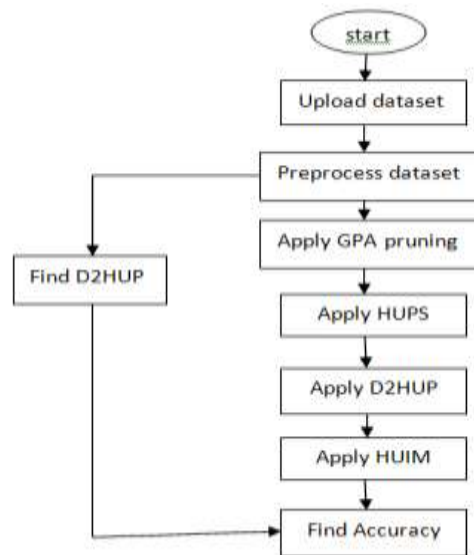 start
Upload dataset
Preprocess dataset
Apply GPA pruning
Find D2HUP
Apply HUPS
Apply D2HUP
Apply HUIM
Find Accuracy